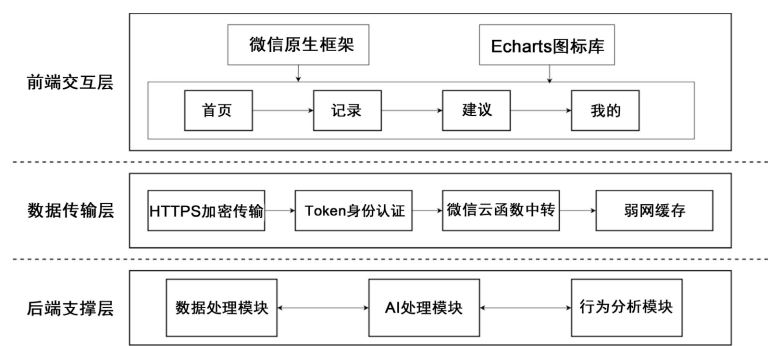 微信原生框架
Echarts图标库
前端交互层
首页
记录
建议
我的
数据传输层
HTTPS加密传输
Token身份认证
微信云函数中转
弱网缓存
后端支撑层
数据处理模块
AI处理模块
行为分析模块